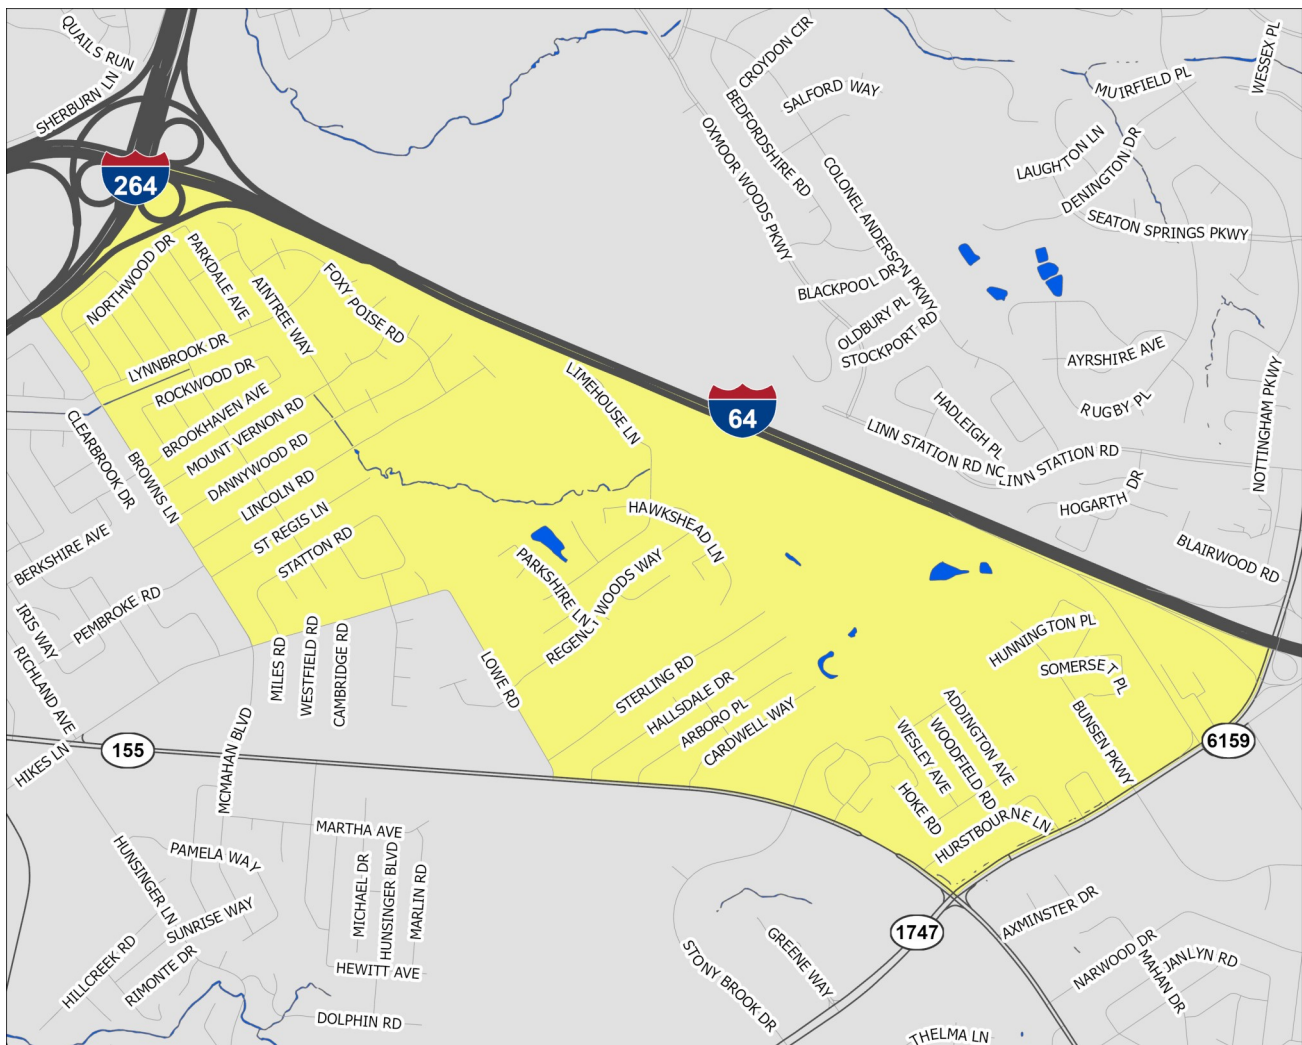 QUAILS RUN
SHERBURN LN
CROYDON CIR
WESSEX PL
SALFORD WAY
MUIRFIELD PL
BEDFORDSHIRE RD
OXMOOR WOODS PKWY
LAUGHTON LN
DENINGTON DR
264
COLONEL ANDERSON PKWY
SEATON SPRINGS PKWY
NORTHWOOD DR
PARKDALE AVE
AINTREE WAY
FOXY POISE RD
BLACKPOOL DR
OLDBURY PL
STOCKPORT RD
AYRSHIRE AVE
LYNNBROOK DR
ROCKWOOD DR
LIMEHOUSE LN
64
RUGBY PL
HADLEIGH PL
NOTTINGHAM PKWY
BROOKHAVEN AVE
MOUNT VERNON RD
CLEARBROOK DR
BROWNS LN
DANNYWOOD RD
LINN STATION RD NC
LINN STATION RD
LINCOLN RD
HOGARTH DR
ST REGIS LN
HAWKSHEAD LN
STATTON RD
BERKSHIRE AVE
BLAIRWOOD RD
PARKSHIRE LN
REGENCT WOODS WAY
PEMBROKE RD
IRIS WAY
RICHLAND AVE
MILES RD
WESTFIELD RD
CAMBRIDGE RD
LOWE RD
HUNNINGTON PL
SOMERSET PL
STERLING RD
HALLSDALE DR
ARBORO PL
CARDWELL WAY
ADDINGTON AVE
WOODFIELD RD
WESLEY AVE
BUNSEN PKWY
6159
155
HIKES LN
MCMAHAN BLVD
HOKE RD
HURSTBOURNE LN
MARTHA AVE
PAMELA WAY
HUNSINGER LN
MICHAEL DR
HUNSINGER BLVD
MARLIN RD
SUNRISE WAY
AXMINSTER DR
1747
HILLCREEK RD
RIMONTE DR
HEWITT AVE
STONY BROOK DR
GREENE WAY
NARWOOD DR
MAHAN DR
JANLYN RD
DOLPHIN RD
THELMA LN